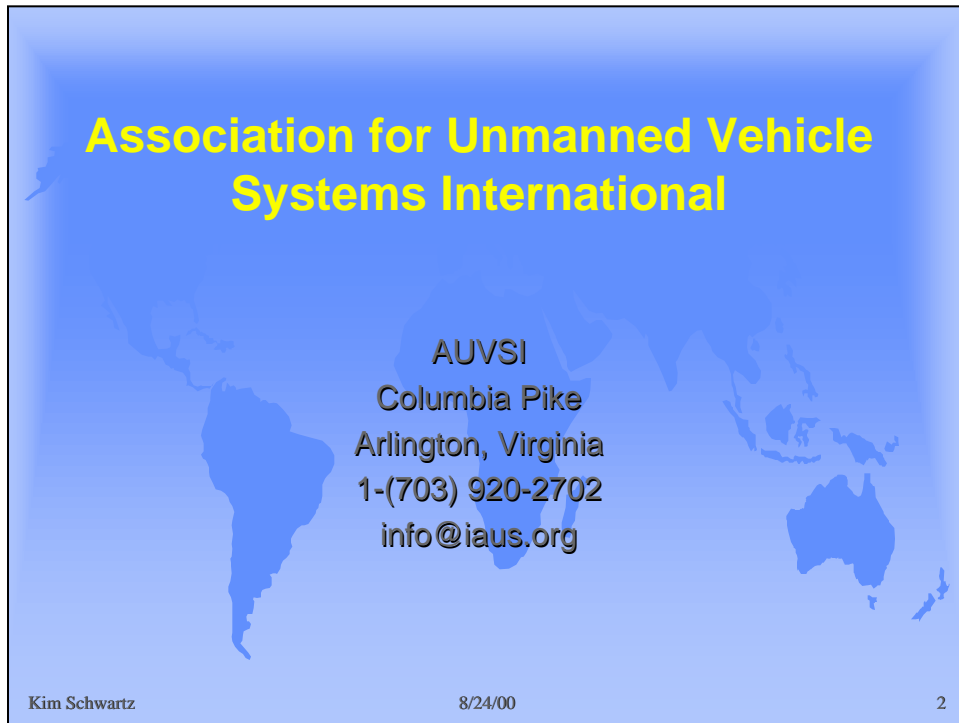 Association for Unmanned Vehicle
Systems International
AUVSI
Columbia Pike
Arlington, Virginia
1-(703) 920-2702
info@iaus.org
Kim Schwartz 8/24/00 2